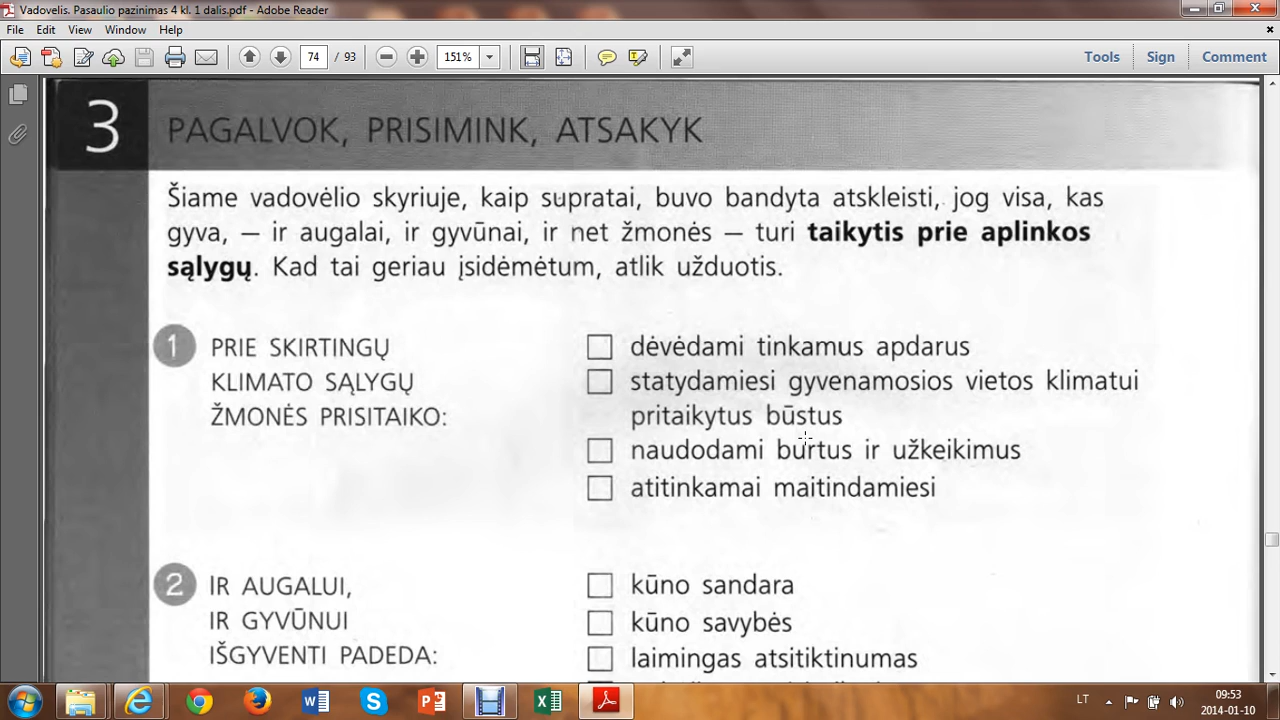 Vadovelis. Pasaulio pazinimas 4 kl. 1 dalis.pdf - Adobe Reader
File Edit View Window Help
74 / 93 151% Tools Sign Comment
3 PAGALVOK, PRISIMINK, ATSAKYK
Šiame vadovėlio skyriuje, kaip supratai, buvo bandyta atskleisti, jog visa, kas
gyva, — ir augalai, ir gyvūnai, ir net žmonės — turi taikytis prie aplinkos
sąlygų. Kad tai geriau įsidėmėtum, atlik užduotis.
1 PRIE SKIRTINGŲ
KLIMATO SĄLYGŲ
ŽMONĖS PRISITAIKO:
dėvėdami tinkamus apdarus
statydamiesi gyvenamosios vietos klimatui
pritaikytus būstus
naudodami burtus ir užkeikimus
atitinkamai maitindamiesi
2 IR AUGALUI,
IR GYVŪNUI
IŠGYVENTI PADEDA:
kūno sandara
kūno savybės
laimingas atsitiktinumas
LT 09:53
2014-01-10